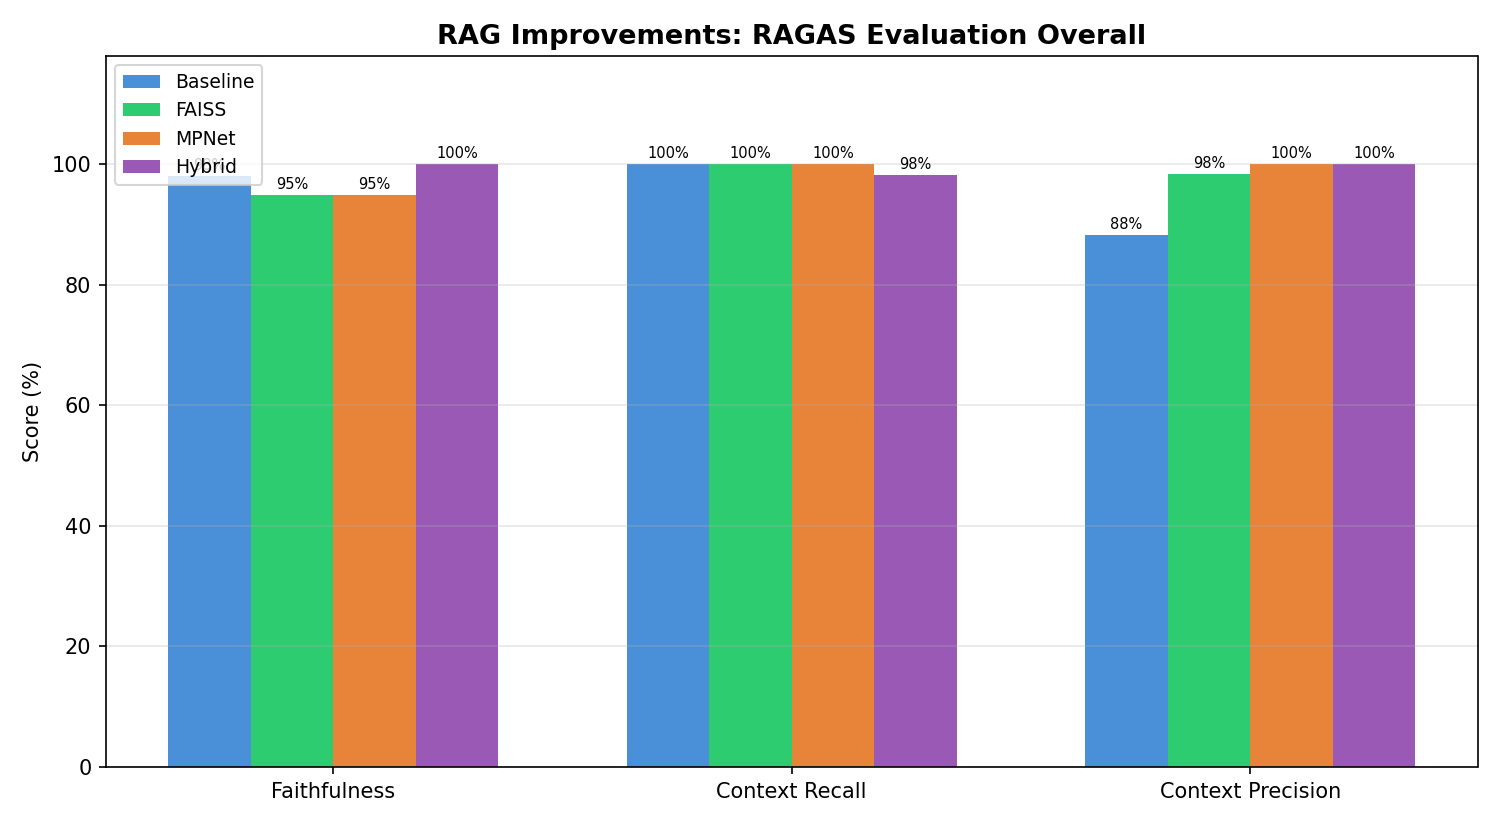 RAG Improvements: RAGAS Evaluation Overall
Baseline
FAISS
MPNet
Hybrid
95%
95%
100%
100%
100%
100%
98%
88%
98%
100%
100%
100
80
60
40
20
0
Score (%)
Faithfulness
Context Recall
Context Precision